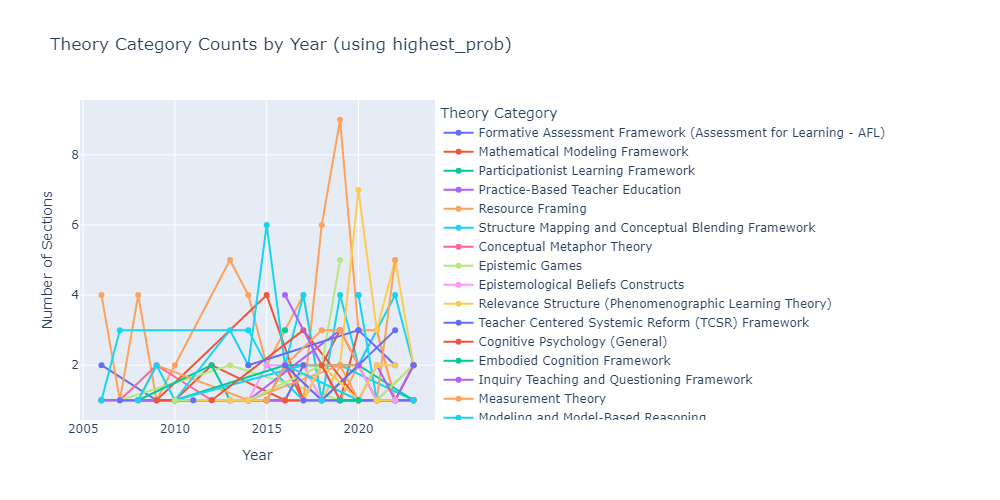 Theory Category Counts by Year (using highest_prob)
Theory Category
Formative Assessment Framework (Assessment for Learning - AFL)
Mathematical Modeling Framework
Participationist Learning Framework
Practice-Based Teacher Education
Resource Framing
Structure Mapping and Conceptual Blending Framework
Conceptual Metaphor Theory
Epistemic Games
Epistemological Beliefs Constructs
Relevance Structure (Phenomenographic Learning Theory)
Teacher Centered Systemic Reform (TCSR) Framework
Cognitive Psychology (General)
Embodied Cognition Framework
Inquiry Teaching and Questioning Framework
Measurement Theory
Modeling and Model-Based Reasoning
8
6
4
2
Number of Sections
2005
2010
2015
2020
Year